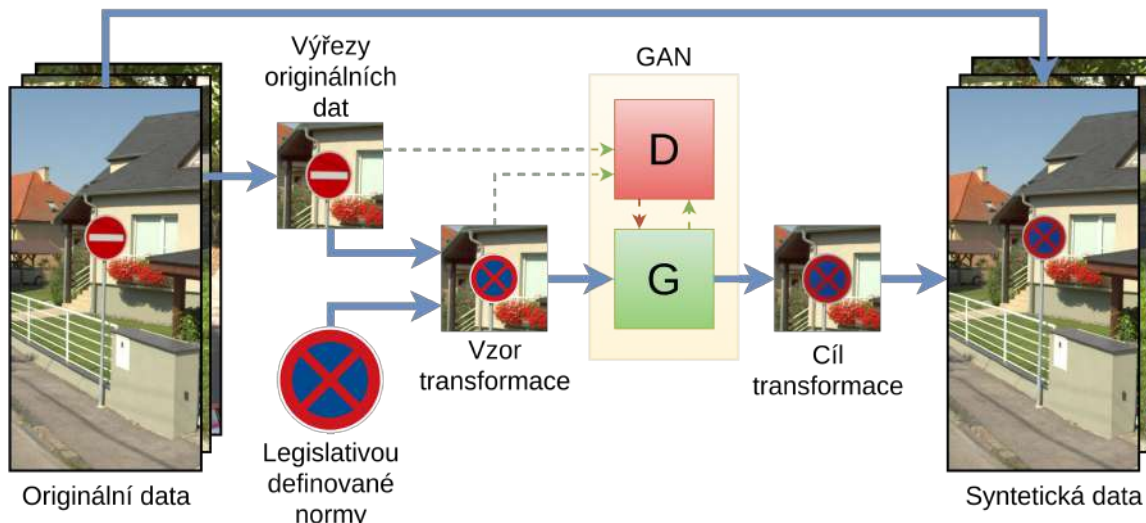 Výřezy
originálních
dat
GAN
D
G
Vzor
transformace
Cíl
transformace
Legislativou
definované
normy
Originální data
Syntetická data